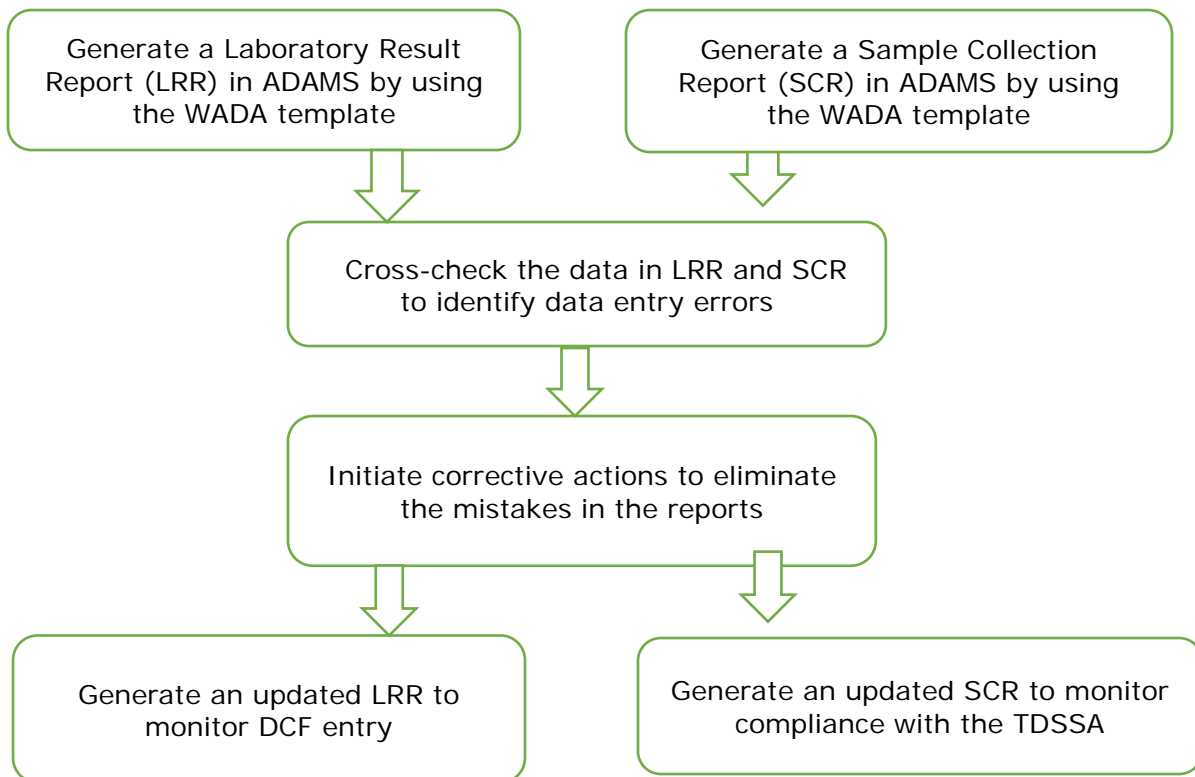 Generate a Laboratory Result
Report (LRR) in ADAMS by using
the WADA template
Generate a Sample Collection
Report (SCR) in ADAMS by using
the WADA template
Cross-check the data in LRR and SCR
to identify data entry errors
Initiate corrective actions to eliminate
the mistakes in the reports
Generate an updated LRR to
monitor DCF entry
Generate an updated SCR to monitor
compliance with the TDSSA